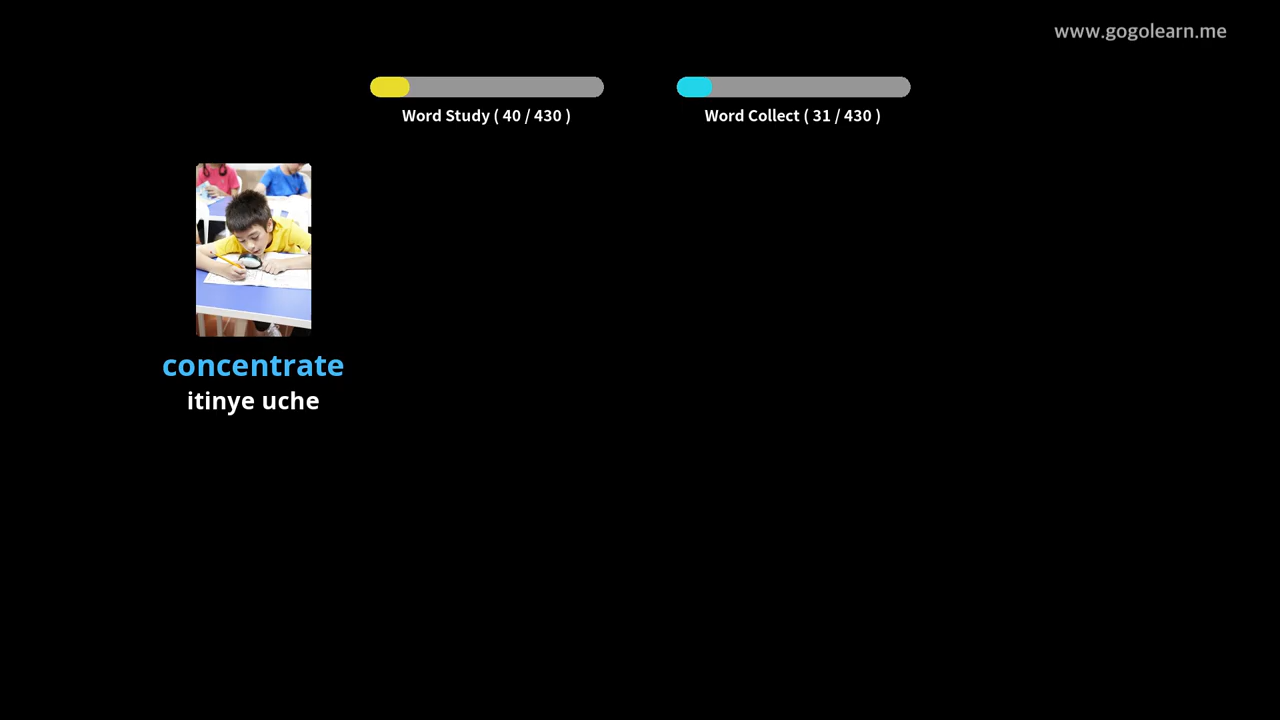 www.gogolearn.me
Word Study ( 40 / 430 )
Word Collect ( 31 / 430 )
concentrate
itinye uche